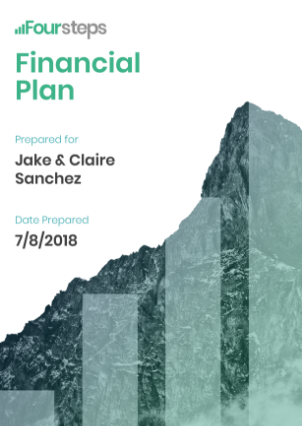 Foursteps
Financial
Plan
Prepared for
Jake & Claire
Sanchez
Date Prepared
7/8/2018